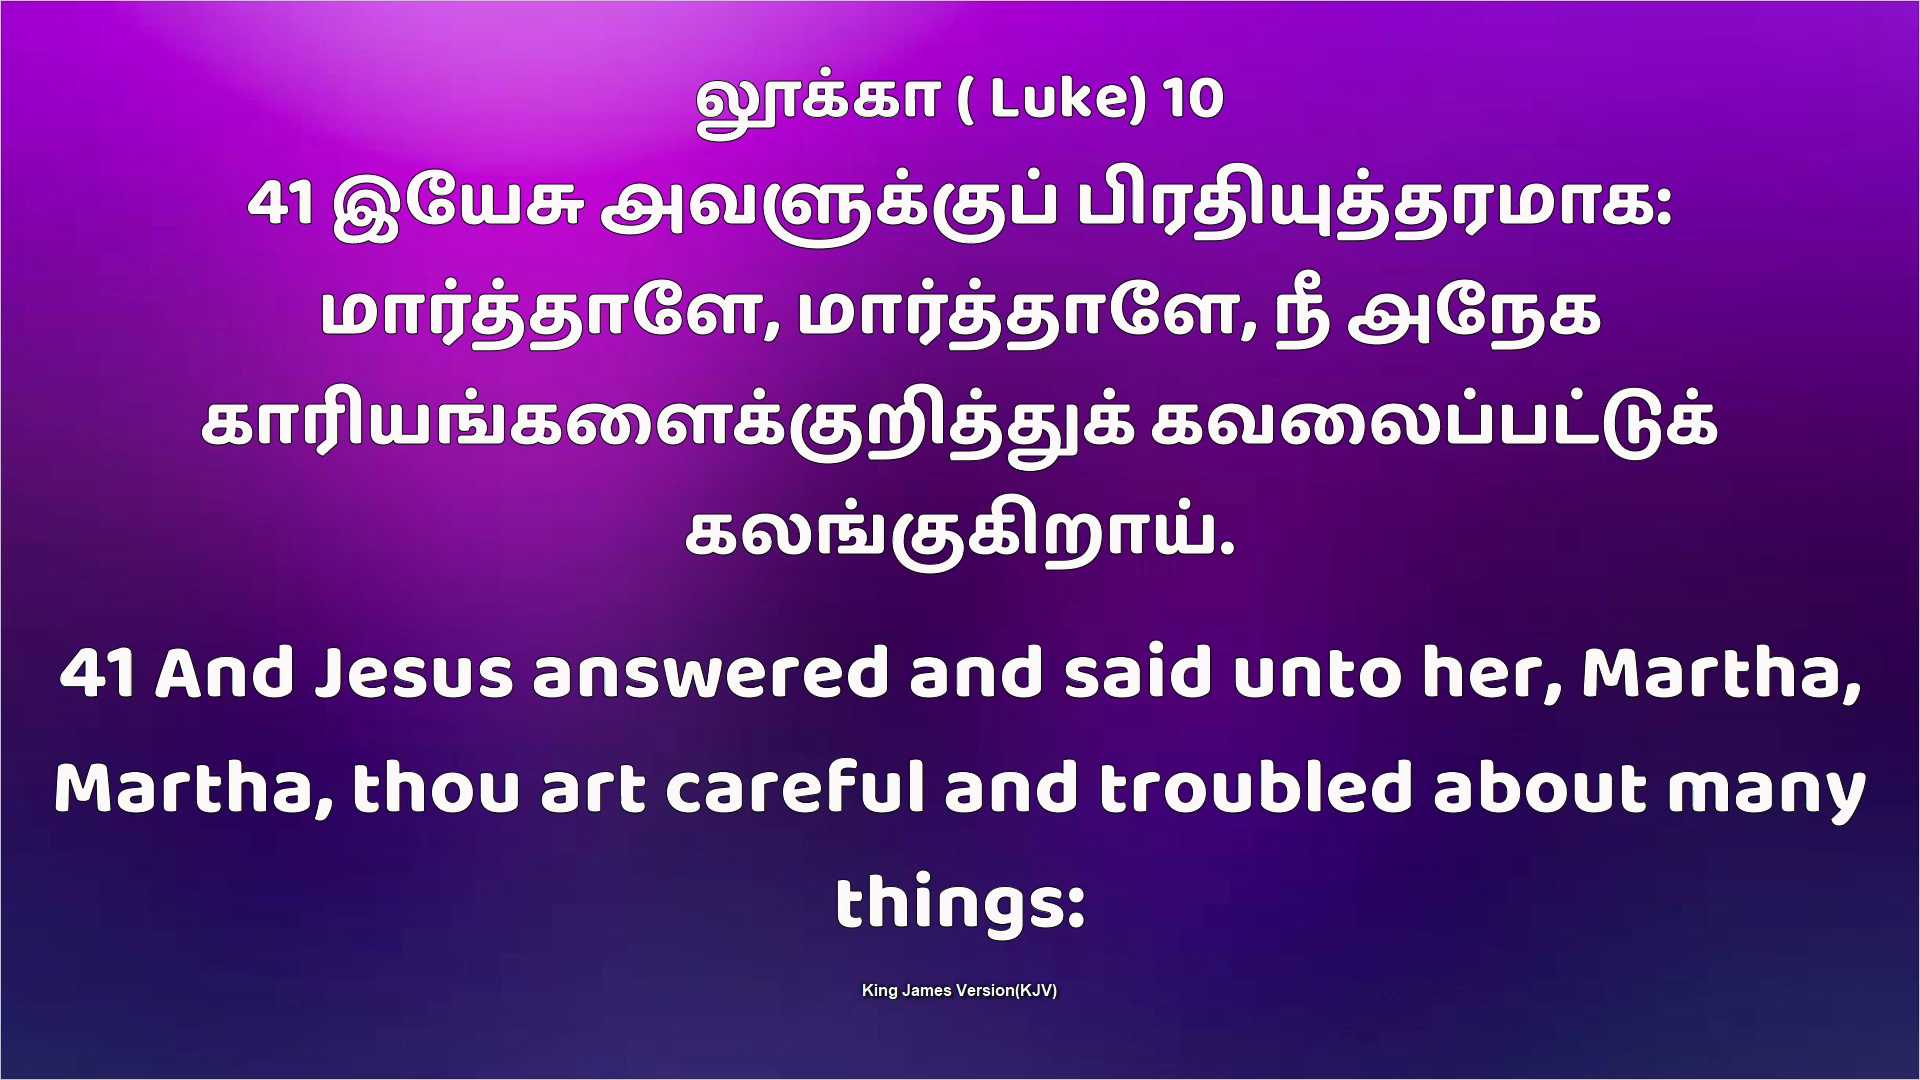 லூக்கா ( Luke) 10
41 இயேசு அவளுக்குப் பிரதியுத்தரமாக:
மார்த்தாளே, மார்த்தாளே, நீ அநேக
காரியங்களைக்குறித்துக் கவலைப்பட்டுக்
கலங்குகிறாய்.
41 And Jesus answered and said unto her, Martha,
Martha, thou art careful and troubled about many
things:
King James Version(KJV)